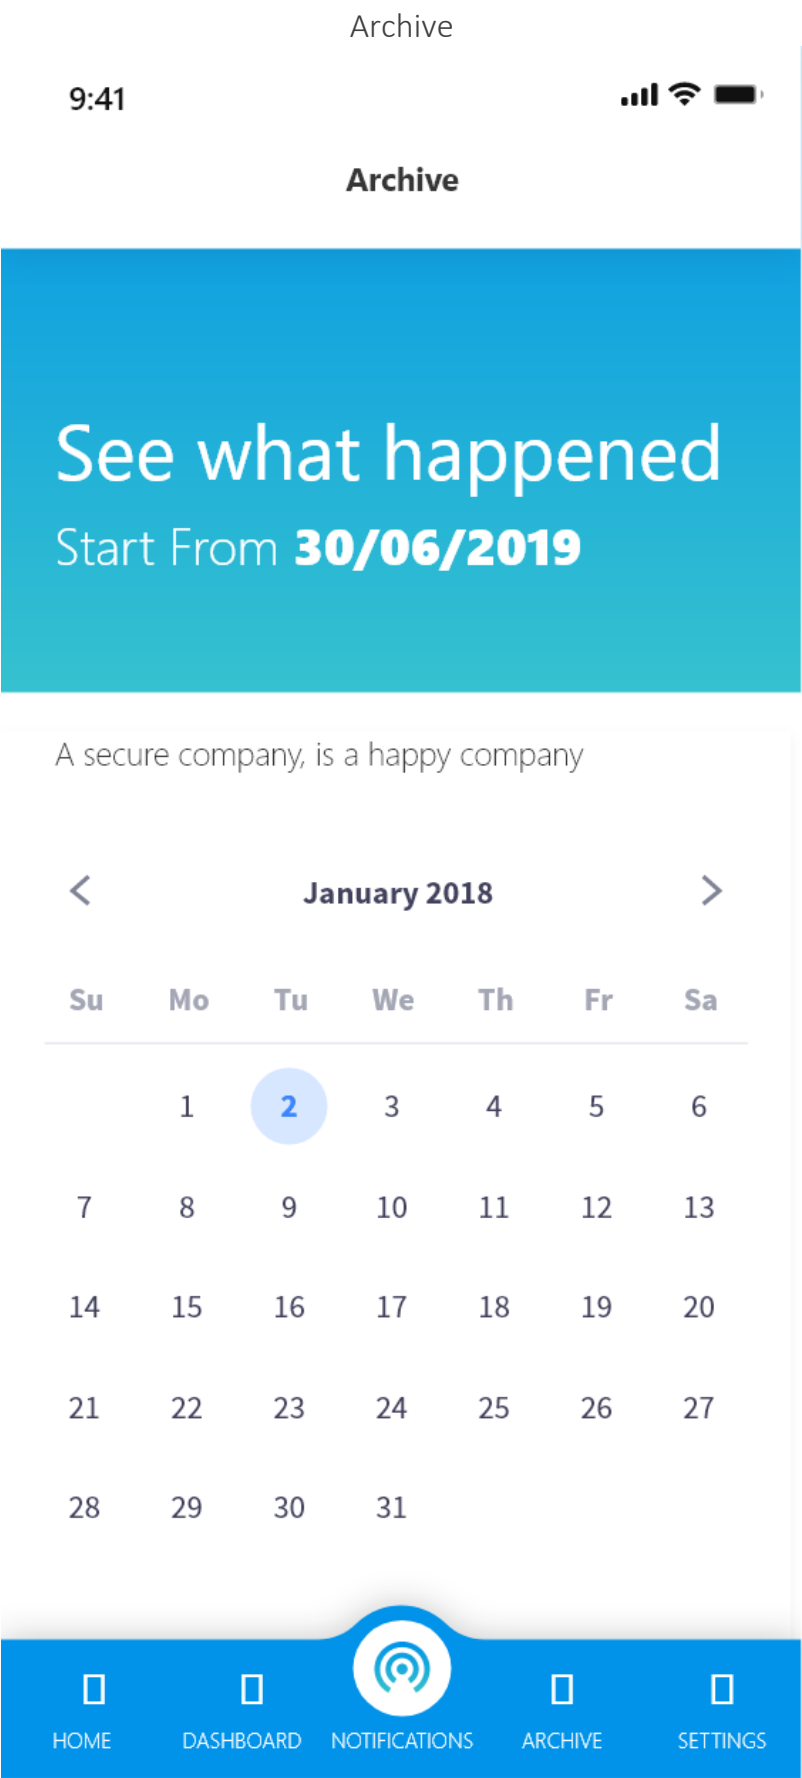 Archive
9:41
Archive
See what happened
Start From 30/06/2019
A secure company, is a happy company
January 2018
Su Mo Tu We Th Fr Sa
1 2 3 4 5 6
7 8 9 10 11 12 13
14 15 16 17 18 19 20
21 22 23 24 25 26 27
28 29 30 31
HOME DASHBOARD NOTIFICATIONS ARCHIVE SETTINGS